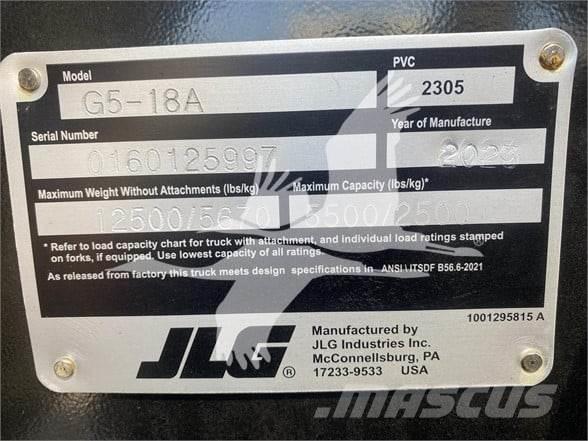 Model
PVC
G5-18A
2305
Serial Number
Year of Manufacture
0160125997
2023
Maximum Weight Without Attachments (lbs/kg)
Maximum Capacity (lbs/kg)*
12500/5670
5500/2500
* Refer to load capacity chart for truck with attachment, and individual load ratings stamped
on forks, if equipped. Use lowest capacity of all ratings.
As released from factory this truck meets design specifications in ANSI \ ITSDF B56.6-2021
1001295815 A
JLG®
Manufactured by
JLG Industries Inc.
McConnellsburg, PA
17233-9533 USA
MASCUS